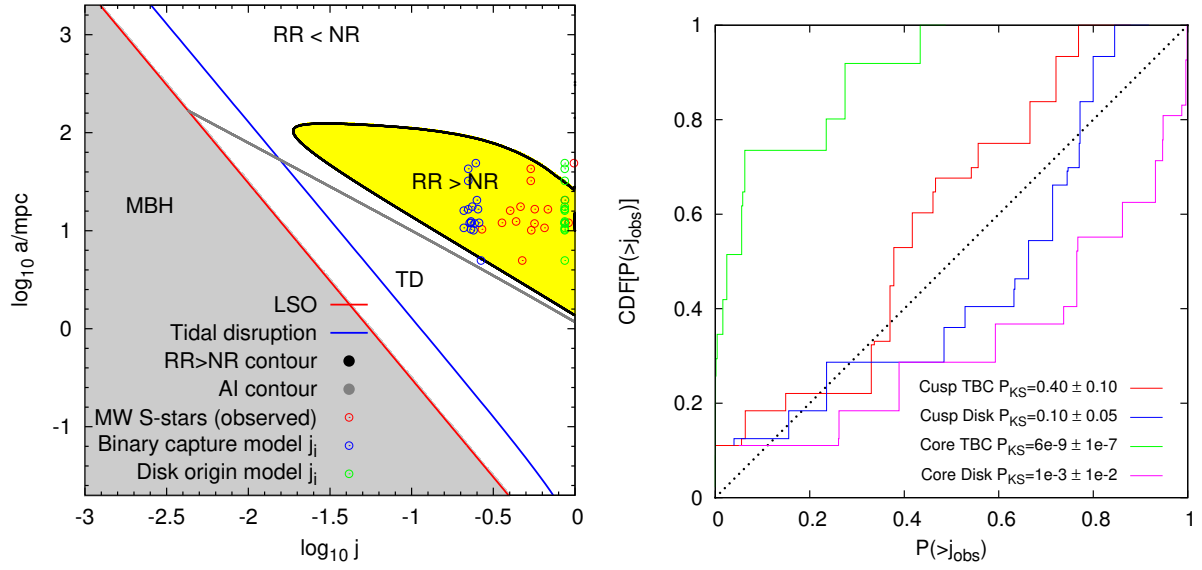 RR < NR
RR > NR
MBH
TD
LSO
Tidal disruption
RR>NR contour
AI contour
MW S-stars (observed)
Binary capture model j_i
Disk origin model j_i
log_10 a/mpc
3
2
1
0
-1
-3 -2.5 -2 -1.5 -1 -0.5 0
log_10 j
CDF[P(>j_obs)]
1
0.8
0.6
0.4
0.2
0
Cusp TBC P_KS=0.40 ± 0.10
Cusp Disk P_KS=0.10 ± 0.05
Core TBC P_KS=6e-9 ± 1e-7
Core Disk P_KS=1e-3 ± 1e-2
0 0.2 0.4 0.6 0.8 1
P(>j_obs)